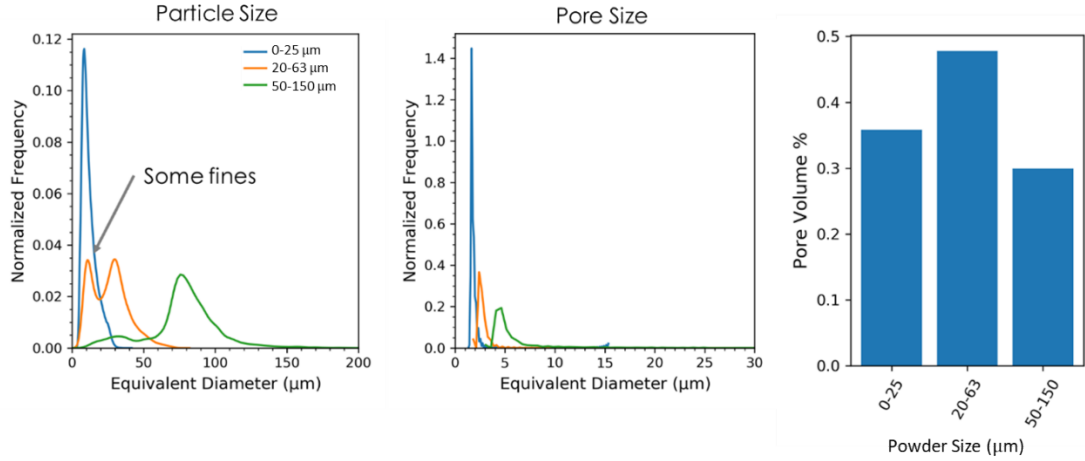 Particle Size
Normalized Frequency
0.12
0.10
0.08
0.06
0.04
0.02
0.00
0-25 μm
20-63 μm
50-150 μm
Some fines
0 50 100 150 200
Equivalent Diameter (μm)
Pore Size
Normalized Frequency
1.4
1.2
1.0
0.8
0.6
0.4
0.2
0.0
0 5 10 15 20 25 30
Equivalent Diameter (μm)
Pore Volume %
0.5
0.4
0.3
0.2
0.1
0.0
0-25
20-63
50-150
Powder Size (μm)